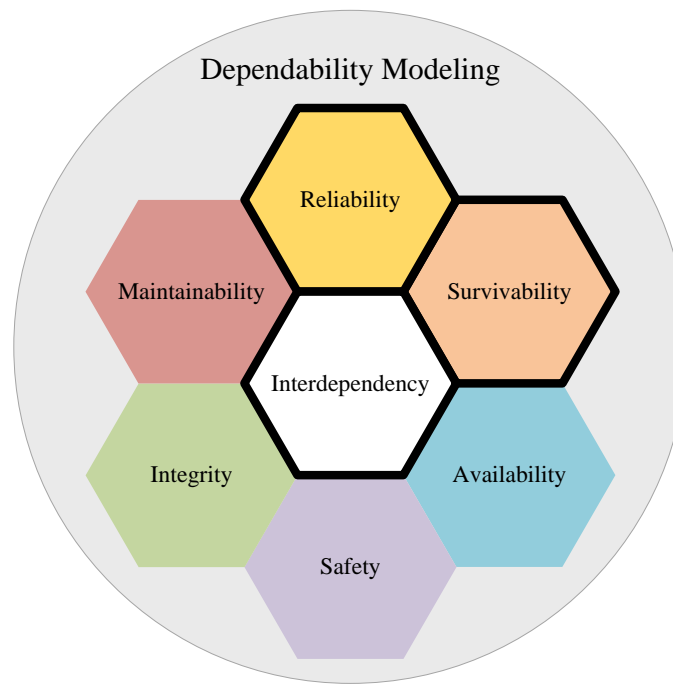 Dependability Modeling
Reliability
Maintainability
Survivability
Interdependency
Integrity
Availability
Safety